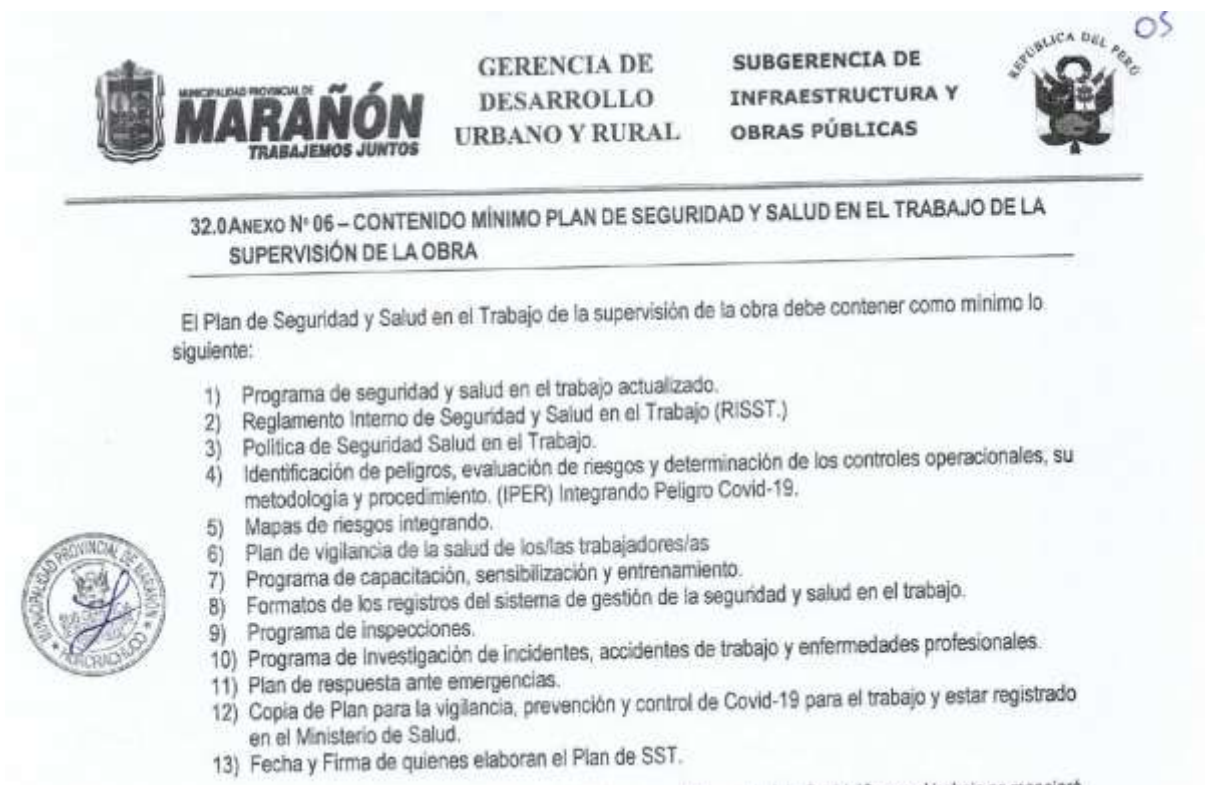 05
MUNICIPALIDAD PROVINCIAL DE
MARAÑÓN
TRABAJEMOS JUNTOS
GERENCIA DE
DESARROLLO
URBANO Y RURAL
SUBGERENCIA DE
INFRAESTRUCTURA Y
OBRAS PÚBLICAS
REPÚBLICA DEL PERÚ
32.0 ANEXO Nº 06 – CONTENIDO MÍNIMO PLAN DE SEGURIDAD Y SALUD EN EL TRABAJO DE LA
SUPERVISIÓN DE LA OBRA
El Plan de Seguridad y Salud en el Trabajo de la supervisión de la obra debe contener como mínimo lo
siguiente:
1) Programa de seguridad y salud en el trabajo actualizado.
2) Reglamento Interno de Seguridad y Salud en el Trabajo (RISST.)
3) Política de Seguridad Salud en el Trabajo.
4) Identificación de peligros, evaluación de riesgos y determinación de los controles operacionales, su
metodología y procedimiento. (IPER) Integrando Peligro Covid-19.
5) Mapas de riesgos integrando.
6) Plan de vigilancia de la salud de los/las trabajadores/as
7) Programa de capacitación, sensibilización y entrenamiento.
8) Formatos de los registros del sistema de gestión de la seguridad y salud en el trabajo.
9) Programa de inspecciones.
10) Programa de Investigación de incidentes, accidentes de trabajo y enfermedades profesionales.
11) Plan de respuesta ante emergencias.
12) Copia de Plan para la vigilancia, prevención y control de Covid-19 para el trabajo y estar registrado
en el Ministerio de Salud.
13) Fecha y Firma de quienes elaboran el Plan de SST.
MUNICIPALIDAD PROVINCIAL DE MARAÑÓN
HUACRACHUCO